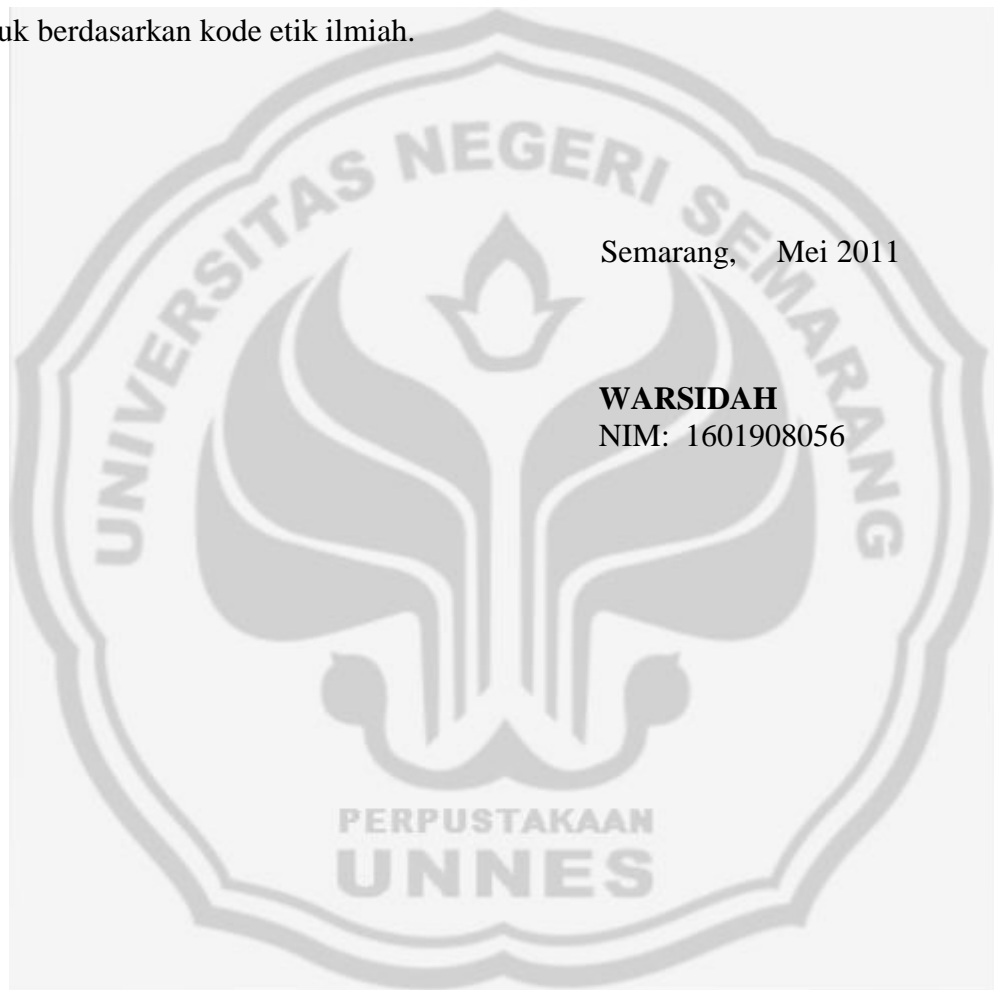 uk berdasarkan kode etik ilmiah.
UNIVERSITAS NEGERI SEMARANG
Semarang, Mei 2011
WARSIDAH
NIM: 1601908056
PERPUSTAKAAN
UNNES